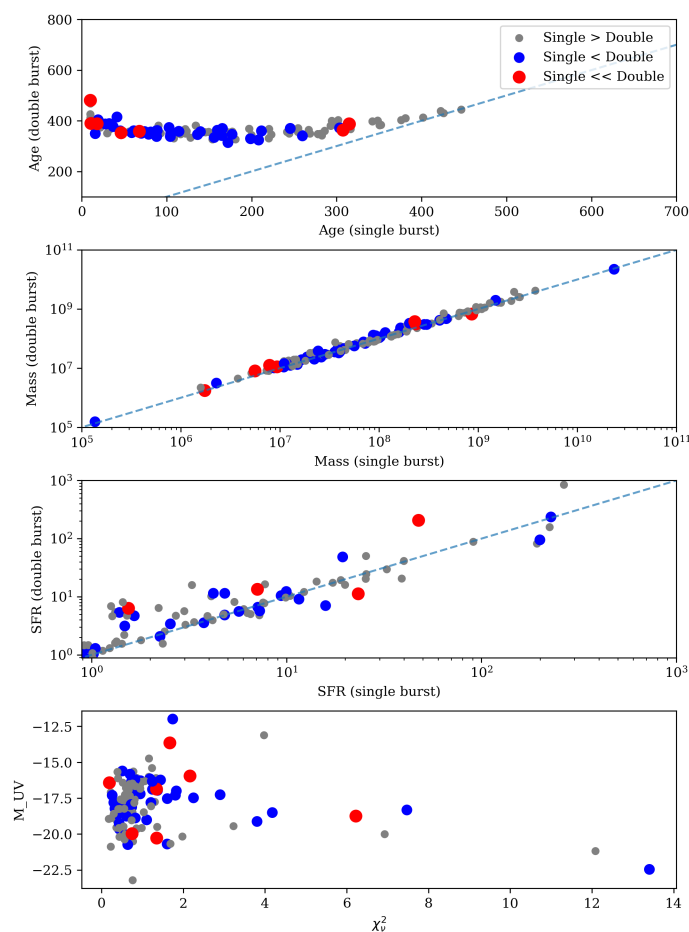 800
600
400
200
Age (double burst)
Single > Double
Single < Double
Single << Double
0 100 200 300 400 500 600 700
Age (single burst)
10^11
10^9
10^7
10^5
Mass (double burst)
10^5 10^6 10^7 10^8 10^9 10^10 10^11
Mass (single burst)
10^3
10^2
10^1
10^0
SFR (double burst)
10^0 10^1 10^2 10^3
SFR (single burst)
−12.5
−15.0
−17.5
−20.0
−22.5
M_UV
0 2 4 6 8 10 12 14
χ²ᵥ